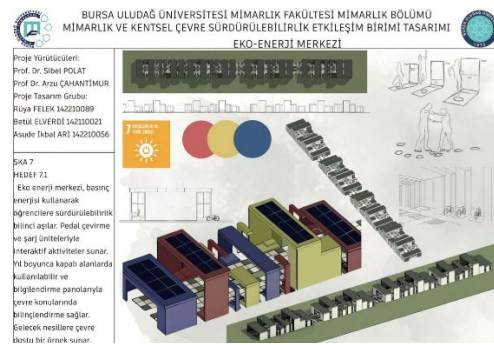 BURSA ULUDAĞ ÜNİVERSİTESİ MİMARLIK FAKÜLTESİ MİMARLIK BÖLÜMÜ
MİMARLIK VE KENTSEL ÇEVRE SÜRDÜRÜLEBİLİRLİK ETKİLEŞİM BİRİMİ TASARIMI
EKO-ENERJİ MERKEZİ
Proje Yürütücüleri:
Prof. Dr. Sibel POLAT
Prof Dr. Arzu ÇAHANTİMUR
Proje Tasarım Grubu:
Rüya FELEK 142210089
Betül ELVERDİ 142110021
Asude İkbal ARI 142210056
SKA 7
HEDEF 7.1
Eko enerji merkezi, basınç
enerjisi kullanarak
öğrencilere sürdürülebilirlik
bilinci aşılar. Pedal çevirme
ve şarj üniteleriyle
interaktif aktiviteler sunar.
Yıl boyunca kapalı alanlarda
kullanılabilir ve
bilgilendirme panolarıyla
çevre konularında
bilinçlendirme sağlar.
Gelecek nesillere çevre
dostu bir örnek sunar.
7